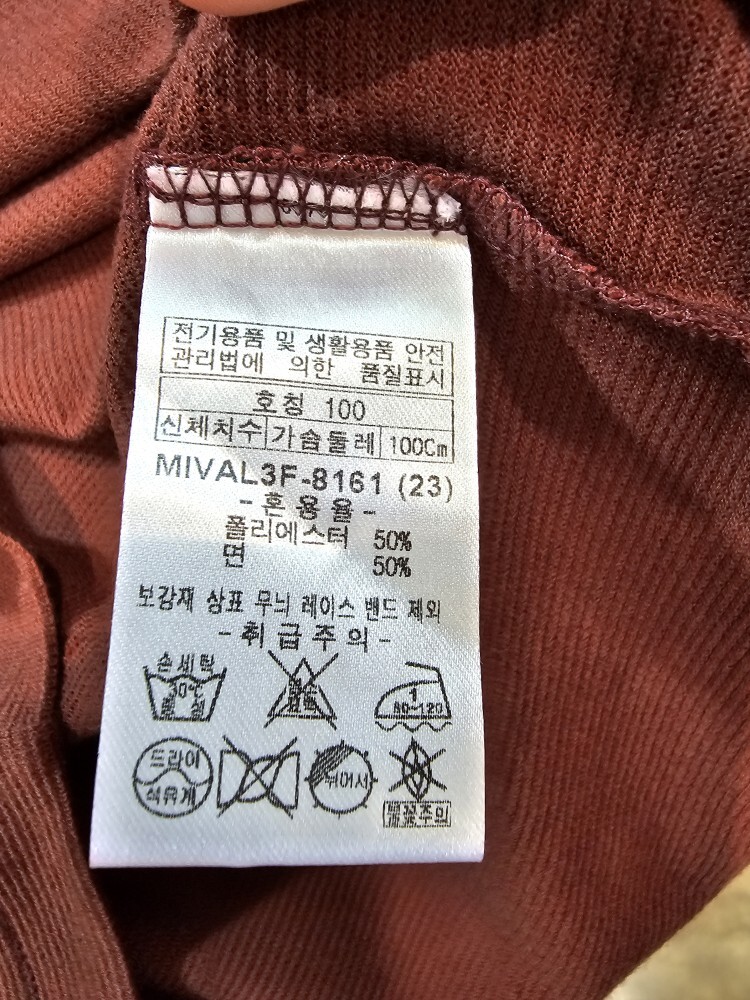 전기용품 및 생활용품 안전
관리법에 의한 품질표시
호칭 100
신체치수 가슴둘레 100Cm
MIVAL3F-8161 (23)
- 혼용율 -
폴리에스터 50%
면 50%
보강재 상표 무늬 레이스 밴드 제외
- 취급주의 -
손세탁
30℃
중성
1
80~120
드라이
석유계
뉘어서
불꽃주의